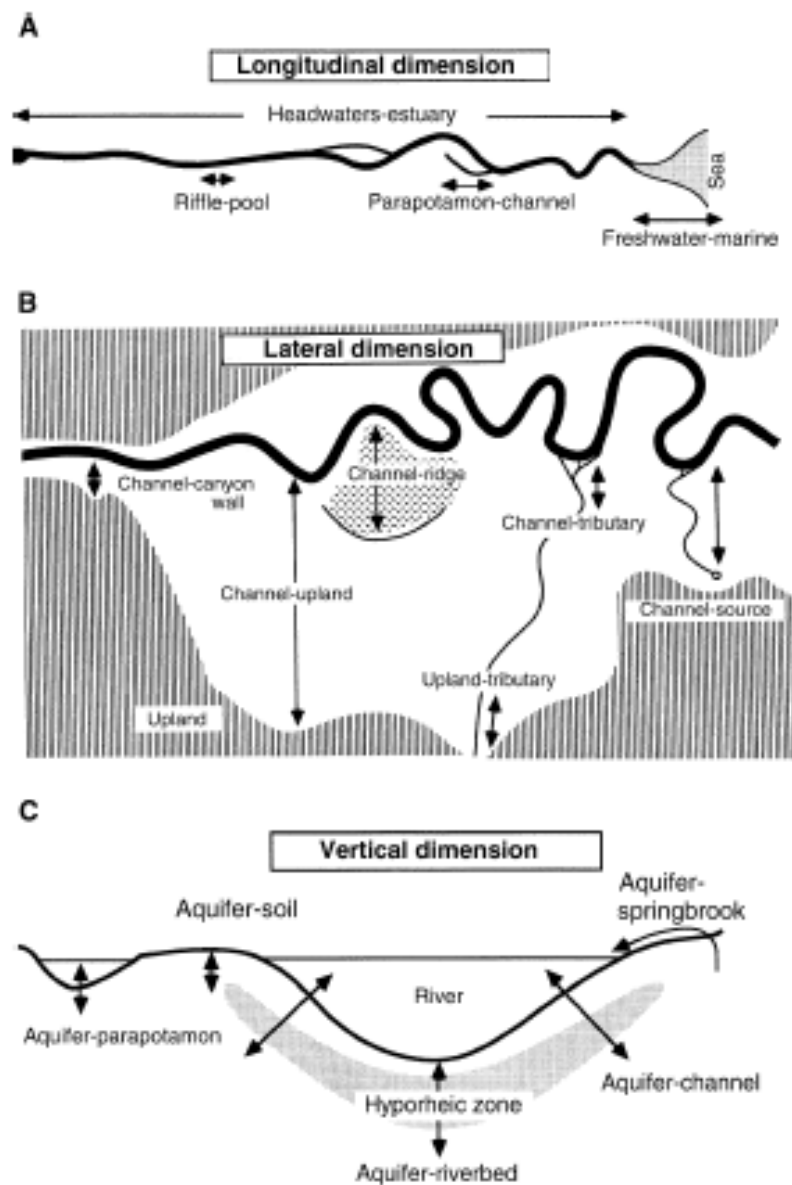 A
Longitudinal dimension
Headwaters-estuary
Sea
Riffle-pool
Parapotamon-channel
Freshwater-marine
B
Lateral dimension
Channel-canyon
wall
Channel-ridge
Channel-tributary
Channel-upland
Channel-source
Upland-tributary
Upland
C
Vertical dimension
Aquifer-
springbrook
Aquifer-soil
River
Aquifer-parapotamon
Aquifer-channel
Hyporheic zone
Aquifer-riverbed